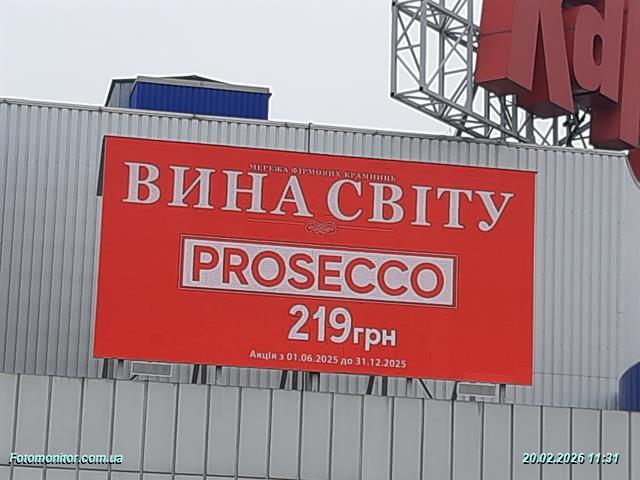 МЕРЕЖА ФІРМОВИХ КРАМНИЦЬ
ВИНА СВІТУ
PROSECCO
219грн
Акція з 01.06.2025 до 31.12.2025
Fotomonitor.com.ua
20.02.2026 11:31